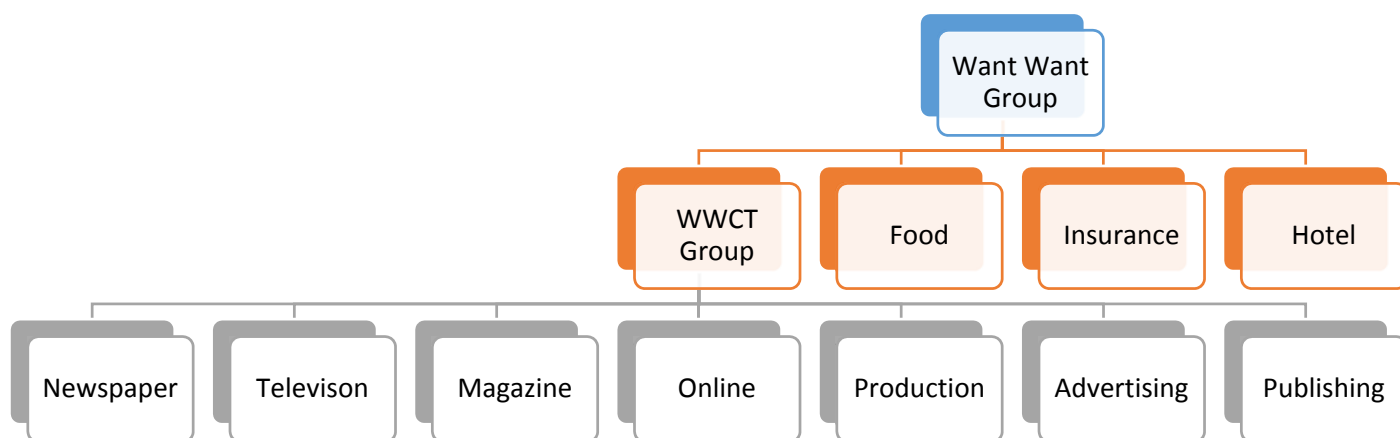 Want Want
Group
WWCT
Group
Food
Insurance
Hotel
Newspaper
Televison
Magazine
Online
Production
Advertising
Publishing